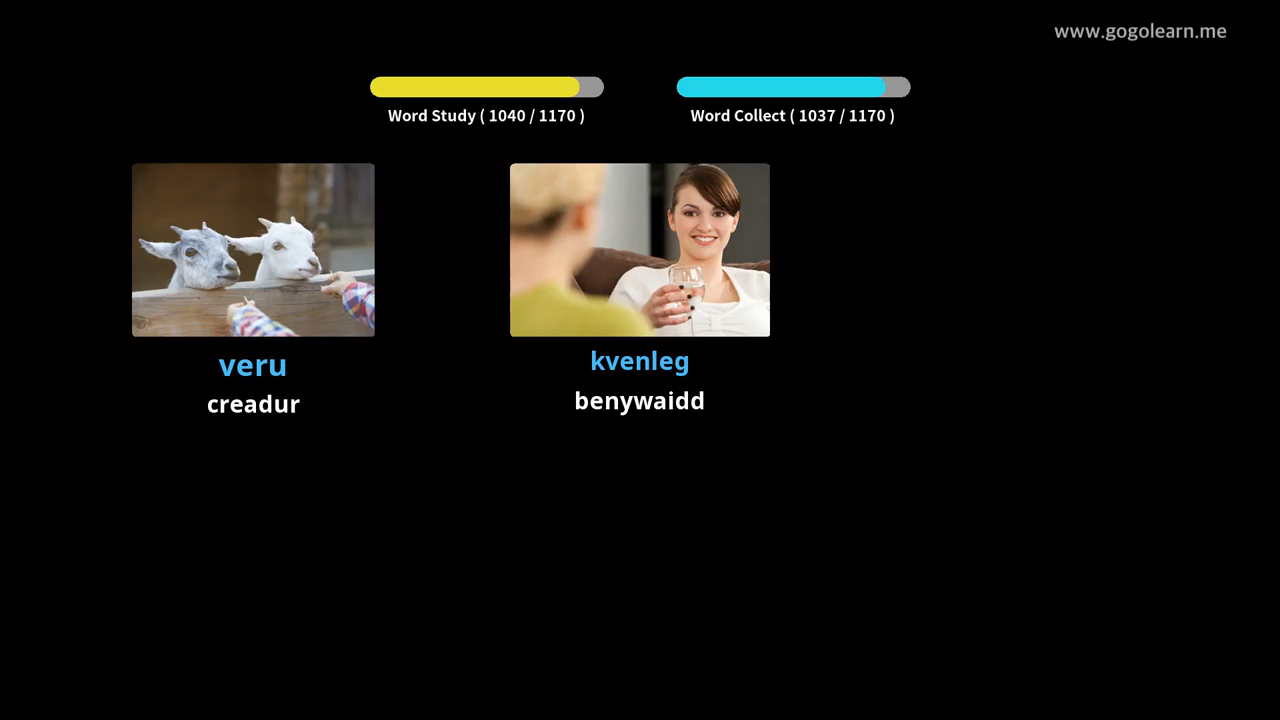 www.gogolearn.me
Word Study ( 1040 / 1170 )
Word Collect ( 1037 / 1170 )
veru
creadur
kvenleg
benywaidd